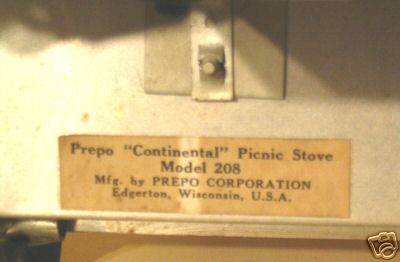 Prepo "Continental" Picnic Stove
Model 208
Mfg. by PREPO CORPORATION
Edgerton, Wisconsin, U.S.A.